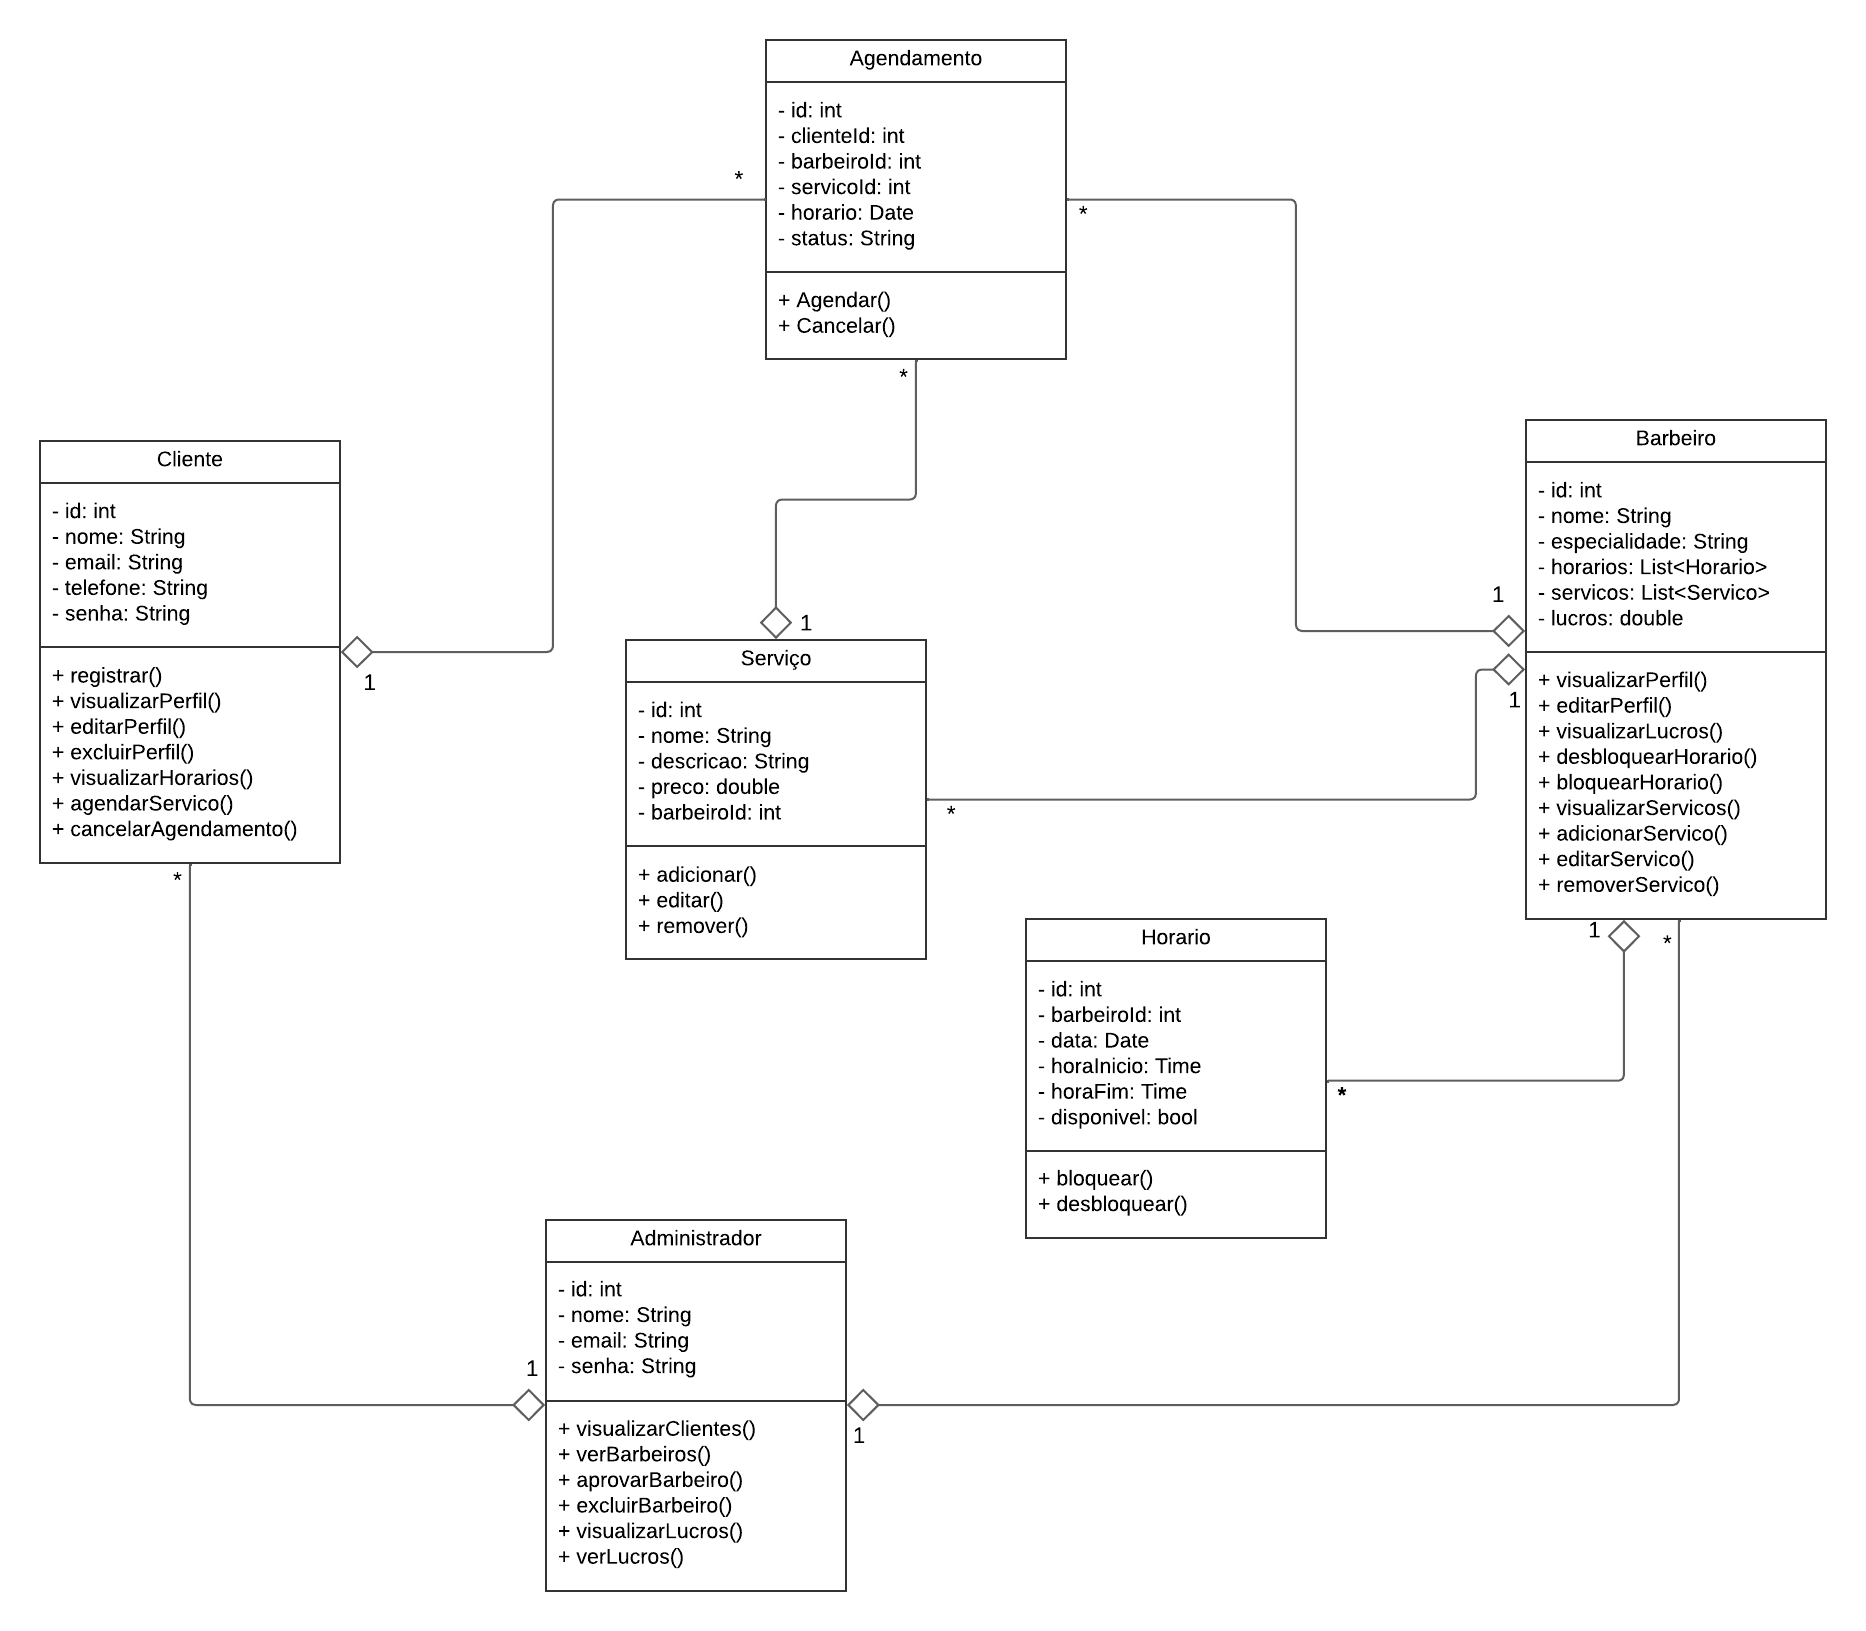 Agendamento
- id: int
- clienteId: int
- barbeiroId: int
- servicoId: int
- horario: Date
- status: String
+ Agendar()
+ Cancelar()
*
*
*
Cliente
- id: int
- nome: String
- email: String
- telefone: String
- senha: String
+ registrar()
+ visualizarPerfil()
+ editarPerfil()
+ excluirPerfil()
+ visualizarHorarios()
+ agendarServico()
+ cancelarAgendamento()
1
*
1
Serviço
- id: int
- nome: String
- descricao: String
- preco: double
- barbeiroId: int
+ adicionar()
+ editar()
+ remover()
*
Barbeiro
- id: int
- nome: String
- especialidade: String
- horarios: List<Horario>
- servicos: List<Servico>
- lucros: double
+ visualizarPerfil()
+ editarPerfil()
+ visualizarLucros()
+ desbloquearHorario()
+ bloquearHorario()
+ visualizarServicos()
+ adicionarServico()
+ editarServico()
+ removerServico()
1
1
1
*
Horario
- id: int
- barbeiroId: int
- data: Date
- horaInicio: Time
- horaFim: Time
- disponivel: bool
+ bloquear()
+ desbloquear()
*
Administrador
- id: int
- nome: String
- email: String
- senha: String
+ visualizarClientes()
+ verBarbeiros()
+ aprovarBarbeiro()
+ excluirBarbeiro()
+ visualizarLucros()
+ verLucros()
1
1